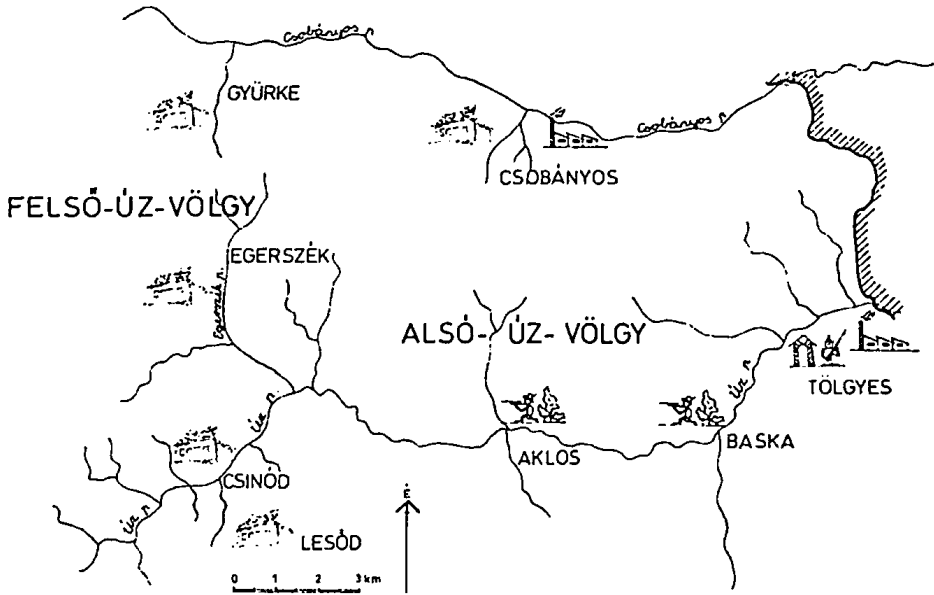 Csobányos p.
GYÜRKE
Csobányos p.
CSOBÁNYOS
FELSŐ-ÚZ-VÖLGY
EGERSZÉK
ALSÓ-ÚZ-VÖLGY
TÖLGYES
Úz p.
Úz p.
BASKA
AKLOS
CSINÓD
É
Úz p.
LESŐD
0 1 2 3 km